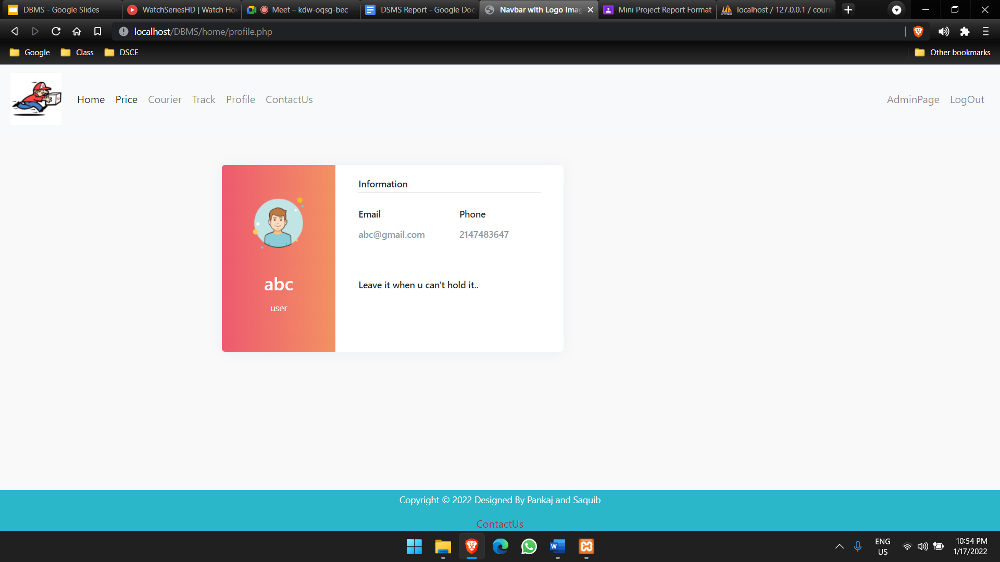 DBMS - Google Slides
WatchSeriesHD | Watch Ho
Meet – kdw-oqsg-bec
DSMS Report - Google Doc
Navbar with Logo Imag
Mini Project Report Format
localhost / 127.0.0.1 / couri
localhost/DBMS/home/profile.php
Google
Class
DSCE
Other bookmarks
Home
Price
Courier
Track
Profile
ContactUs
AdminPage
LogOut
Information
Email
Phone
abc@gmail.com
2147483647
abc
user
Leave it when u can't hold it..
Copyright © 2022 Designed By Pankaj and Saquib
ContactUs
ENG
US
10:54 PM
1/17/2022